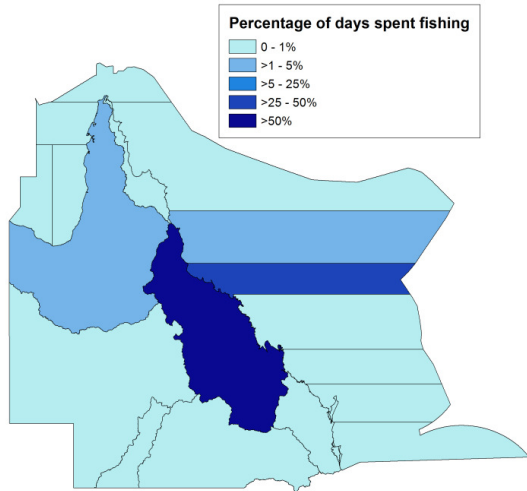 Percentage of days spent fishing
0 - 1%
>1 - 5%
>5 - 25%
>25 - 50%
>50%